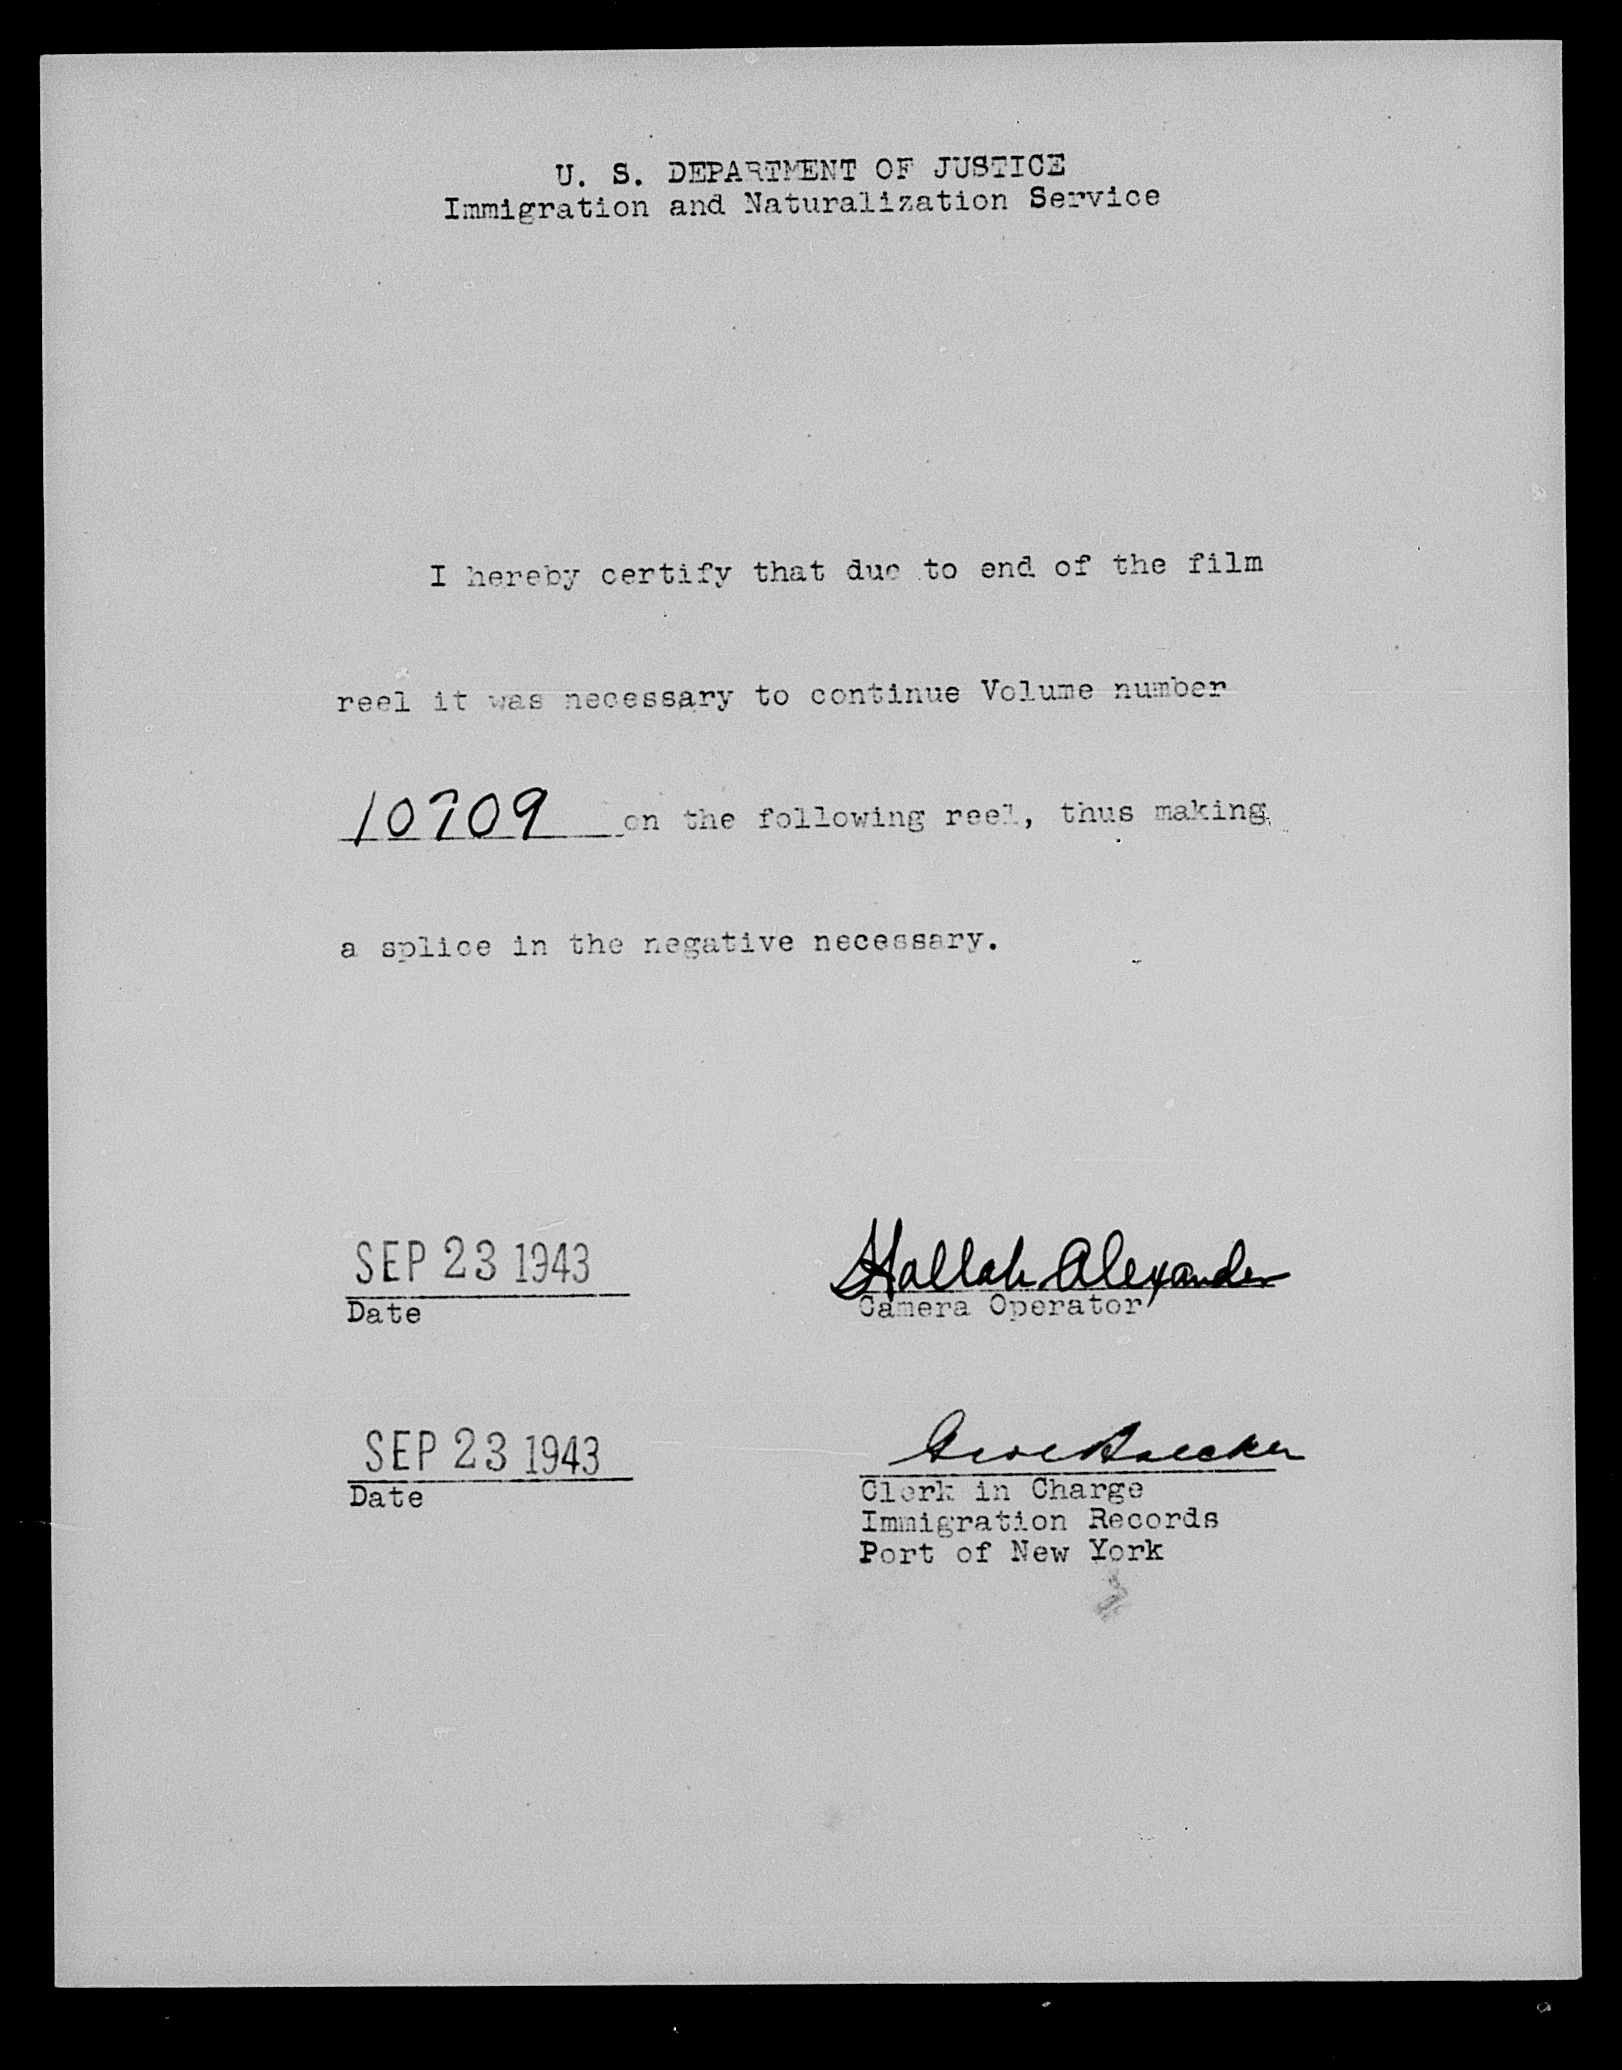 U. S. DEPARTMENT OF JUSTICE
Immigration and Naturalization Service
I hereby certify that due to end of the film
reel it was necessary to continue Volume number
10709 on the following reel, thus making
a splice in the negative necessary.
SEP 23 1943
Date
Hallah Alexander
Camera Operator
SEP 23 1943
Date
Clerk in Charge
Immigration Records
Port of New York